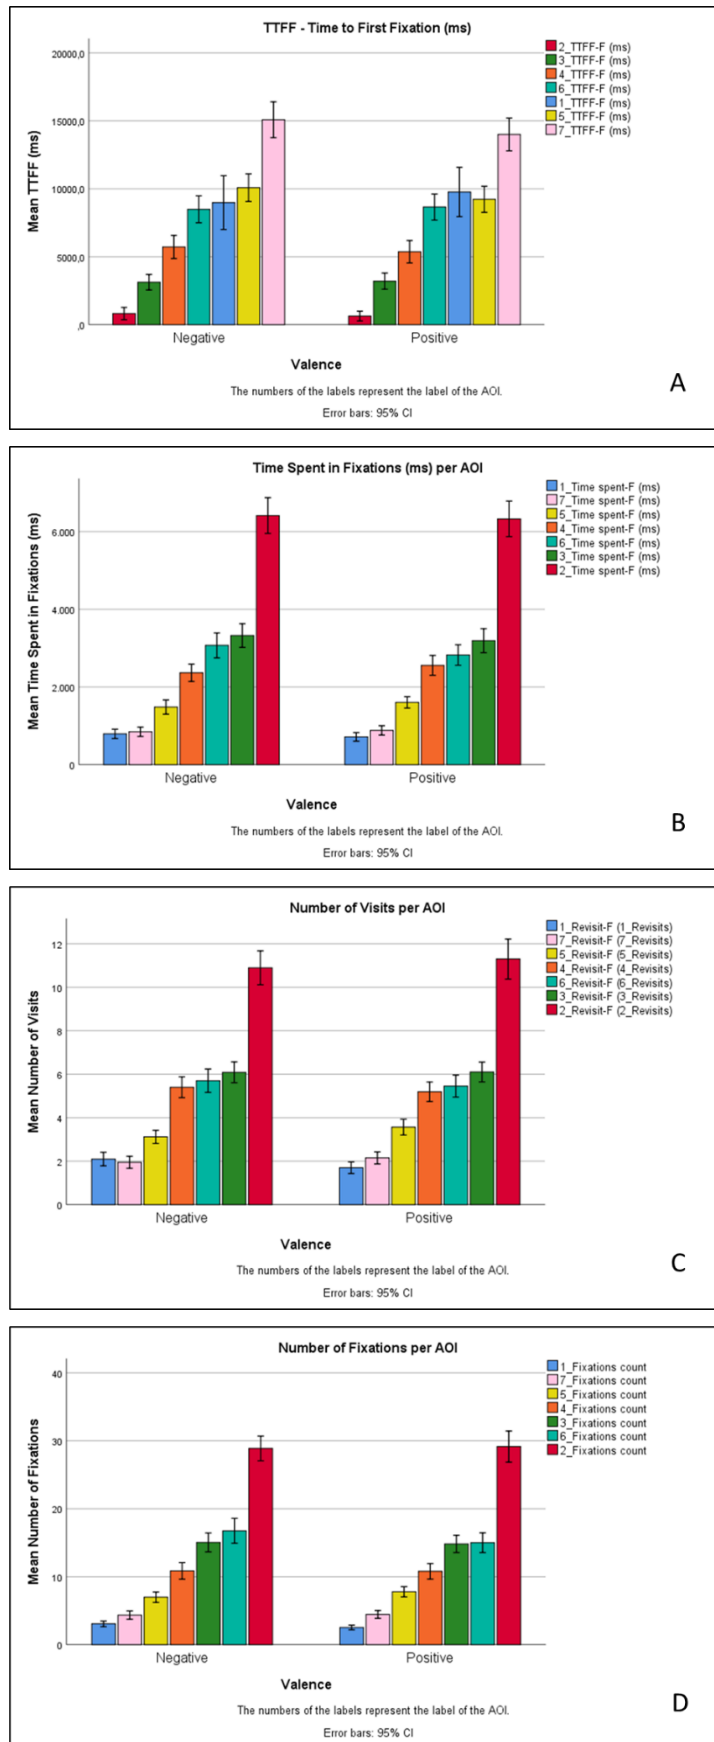 TTFF - Time to First Fixation (ms)
20000,0
15000,0
10000,0
5000,0
,0
Mean TTFF (ms)
Negative
Positive
Valence
2_TTFF-F (ms)
3_TTFF-F (ms)
4_TTFF-F (ms)
6_TTFF-F (ms)
1_TTFF-F (ms)
5_TTFF-F (ms)
7_TTFF-F (ms)
The numbers of the labels represent the label of the AOI.
Error bars: 95% CI
A
Time Spent in Fixations (ms) per AOI
6.000
4.000
2.000
0
Mean Time Spent in Fixations (ms)
Negative
Positive
Valence
1_Time spent-F (ms)
7_Time spent-F (ms)
5_Time spent-F (ms)
4_Time spent-F (ms)
6_Time spent-F (ms)
3_Time spent-F (ms)
2_Time spent-F (ms)
The numbers of the labels represent the label of the AOI.
Error bars: 95% CI
B
Number of Visits per AOI
12
10
8
6
4
2
0
Mean Number of Visits
Negative
Positive
Valence
1_Revisit-F (1_Revisits)
7_Revisit-F (7_Revisits)
5_Revisit-F (5_Revisits)
4_Revisit-F (4_Revisits)
6_Revisit-F (6_Revisits)
3_Revisit-F (3_Revisits)
2_Revisit-F (2_Revisits)
The numbers of the labels represent the label of the AOI.
Error bars: 95% CI
C
Number of Fixations per AOI
40
30
20
10
0
Mean Number of Fixations
Negative
Positive
Valence
1_Fixations count
7_Fixations count
5_Fixations count
4_Fixations count
3_Fixations count
6_Fixations count
2_Fixations count
The numbers of the labels represent the label of the AOI.
Error bars: 95% CI
D